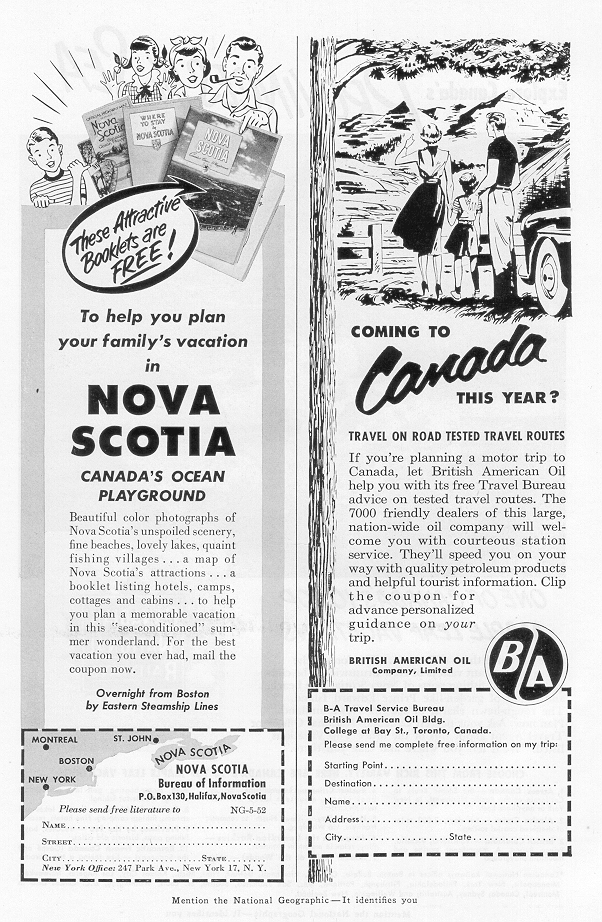 Nova
Scotia
WHERE
TO STAY
IN
NOVA SCOTIA
NOVA
SCOTIA
These Attractive
Booklets are
FREE!
To help you plan
your family's vacation
in
NOVA
SCOTIA
CANADA'S OCEAN
PLAYGROUND
Beautiful color photographs of
Nova Scotia's unspoiled scenery,
fine beaches, lovely lakes, quaint
fishing villages . . . a map of
Nova Scotia's attractions . . . a
booklet listing hotels, camps,
cottages and cabins . . . to help
you plan a memorable vacation
in this "sea-conditioned" sum-
mer wonderland. For the best
vacation you ever had, mail the
coupon now.
Overnight from Boston
by Eastern Steamship Lines
MONTREAL
ST. JOHN
NOVA SCOTIA
BOSTON
NEW YORK
NOVA SCOTIA
Bureau of Information
P.O. Box 130, Halifax, Nova Scotia
Please send free literature to NG-5-52
NAME
STREET
CITY STATE
New York Office: 247 Park Ave., New York 17, N. Y.
COMING TO
Canada
THIS YEAR?
TRAVEL ON ROAD TESTED TRAVEL ROUTES
If you're planning a motor trip to
Canada, let British American Oil
help you with its free Travel Bureau
advice on tested travel routes. The
7000 friendly dealers of this large,
nation-wide oil company will wel-
come you with courteous station
service. They'll speed you on your
way with quality petroleum products
and helpful tourist information. Clip
the coupon for
advance personalized
guidance on your
trip.
BRITISH AMERICAN OIL
Company, Limited
B/A
B-A Travel Service Bureau
British American Oil Bldg.
College at Bay St., Toronto, Canada.
Please send me complete free information on my trip:
Starting Point
Destination
Name
Address
City State
Mention the National Geographic—It identifies you